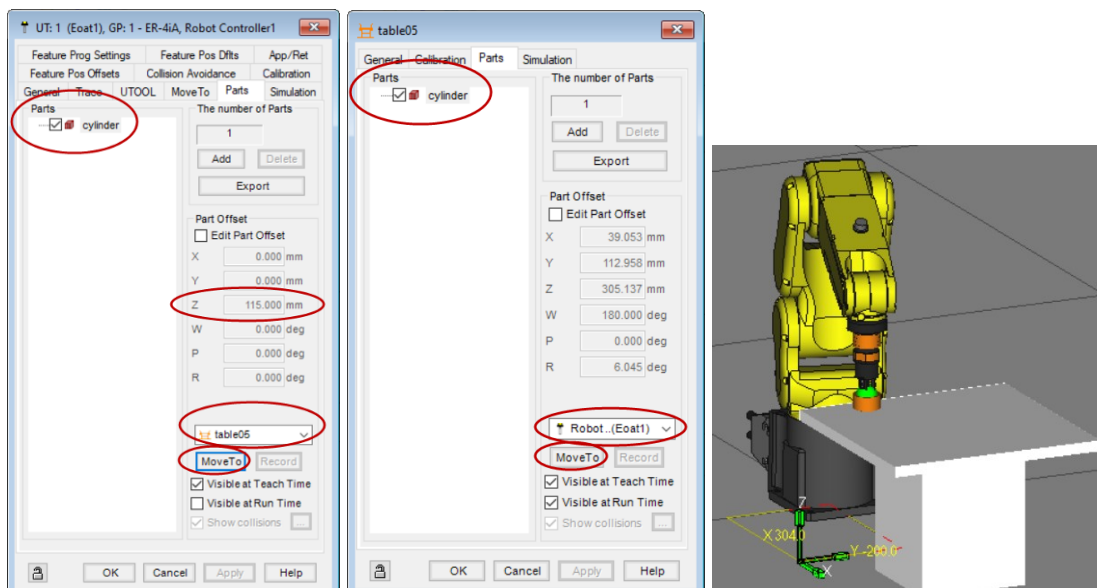 UT: 1 (Eoat1), GP: 1 - ER-4iA, Robot Controller1
Feature Prog Settings Feature Pos Dflts App/Ret
Feature Pos Offsets Collision Avoidance Calibration
General Trace UTOOL MoveTo Parts Simulation
Parts
cylinder
The number of Parts
1
Add Delete
Export
Part Offset
Edit Part Offset
X 0.000 mm
Y 0.000 mm
Z 115.000 mm
W 0.000 deg
P 0.000 deg
R 0.000 deg
table05
MoveTo Record
Visible at Teach Time
Visible at Run Time
Show collisions ...
OK Cancel Apply Help
table05
General Calibration Parts Simulation
Parts
cylinder
The number of Parts
1
Add Delete
Export
Part Offset
Edit Part Offset
X 39.053 mm
Y 112.958 mm
Z 305.137 mm
W 180.000 deg
P 0.000 deg
R 6.045 deg
Robot..(Eoat1)
MoveTo Record
Visible at Teach Time
Visible at Run Time
Show collisions ...
OK Cancel Apply Help
Z
X 304.0
Y -200.0
X